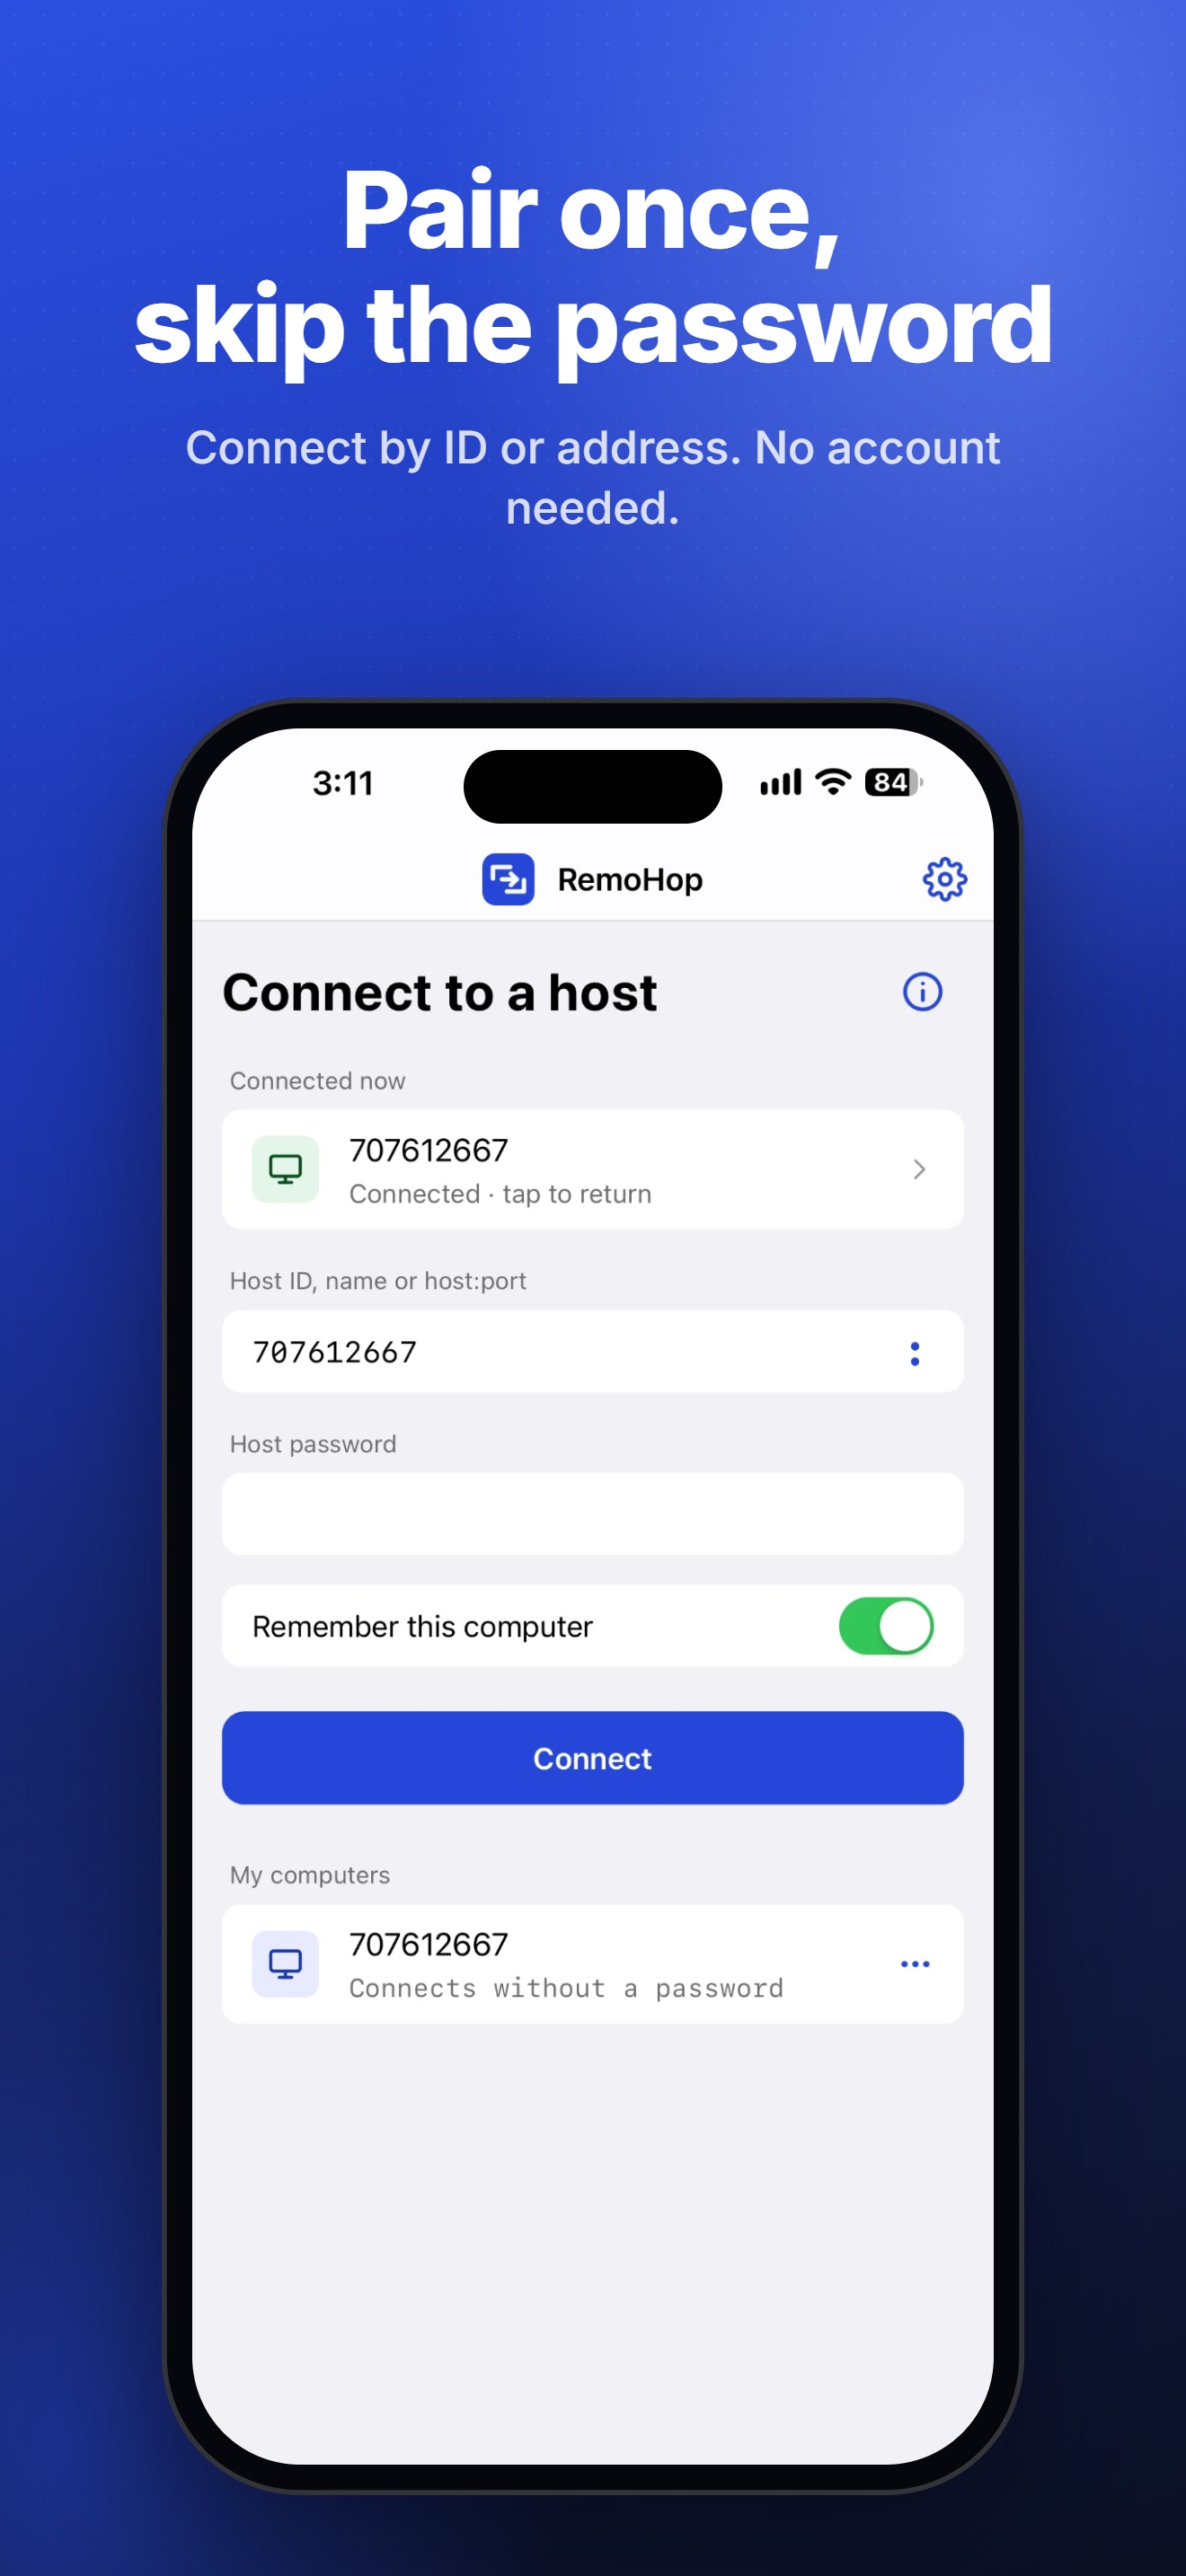 Pair once,
skip the password
Connect by ID or address. No account
needed.
3:11
84
RemoHop
Connect to a host
Connected now
707612667
Connected · tap to return
Host ID, name or host:port
707612667
Host password
Remember this computer
Connect
My computers
707612667
Connects without a password